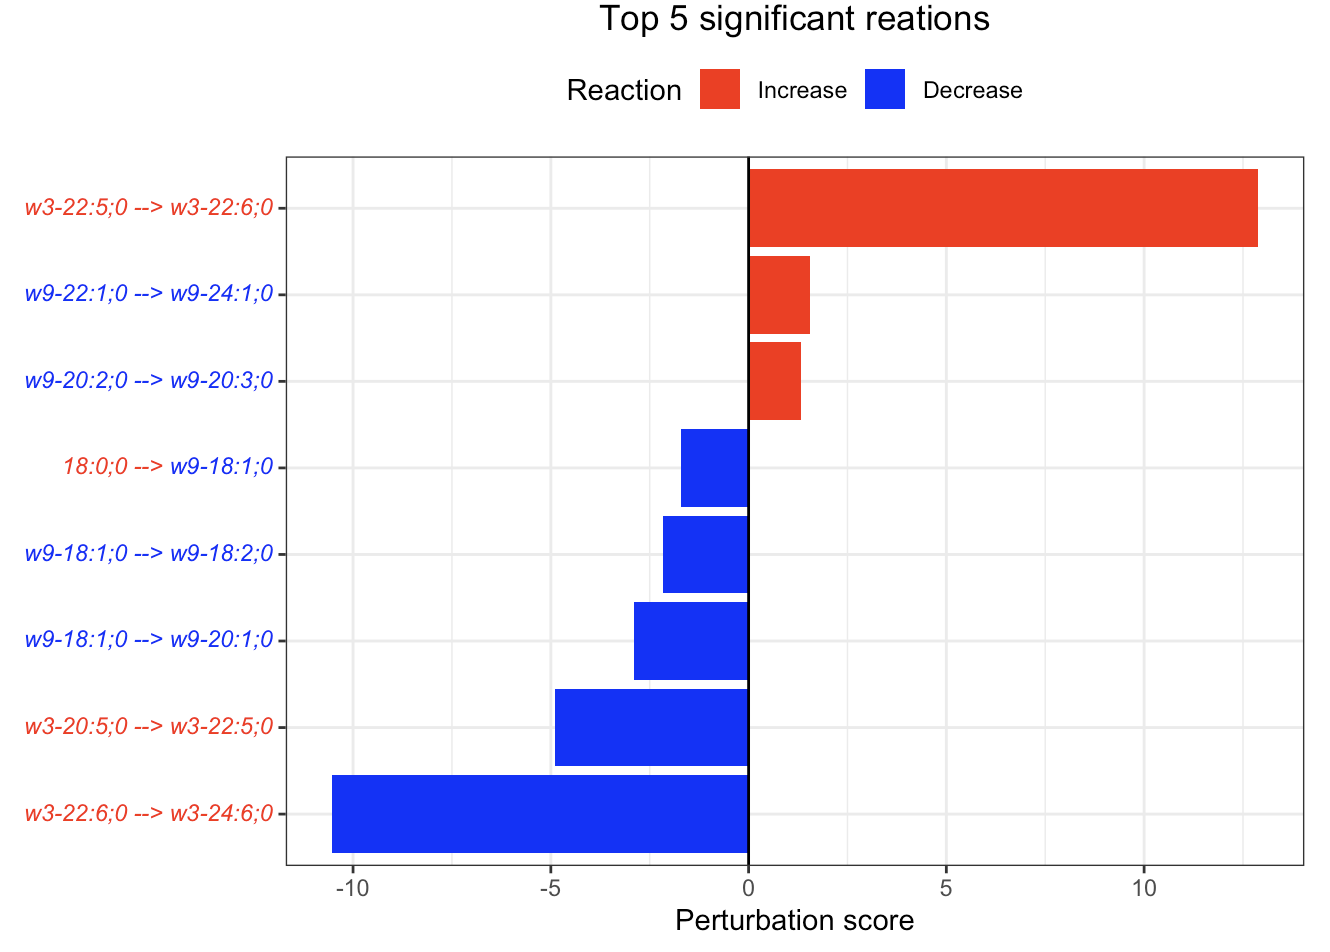 Top 5 significant reations
Reaction Increase Decrease
w3-22:5;0 --> w3-22:6;0
w9-22:1;0 --> w9-24:1;0
w9-20:2;0 --> w9-20:3;0
18:0;0 --> w9-18:1;0
w9-18:1;0 --> w9-18:2;0
w9-18:1;0 --> w9-20:1;0
w3-20:5;0 --> w3-22:5;0
w3-22:6;0 --> w3-24:6;0
-10 -5 0 5 10
Perturbation score